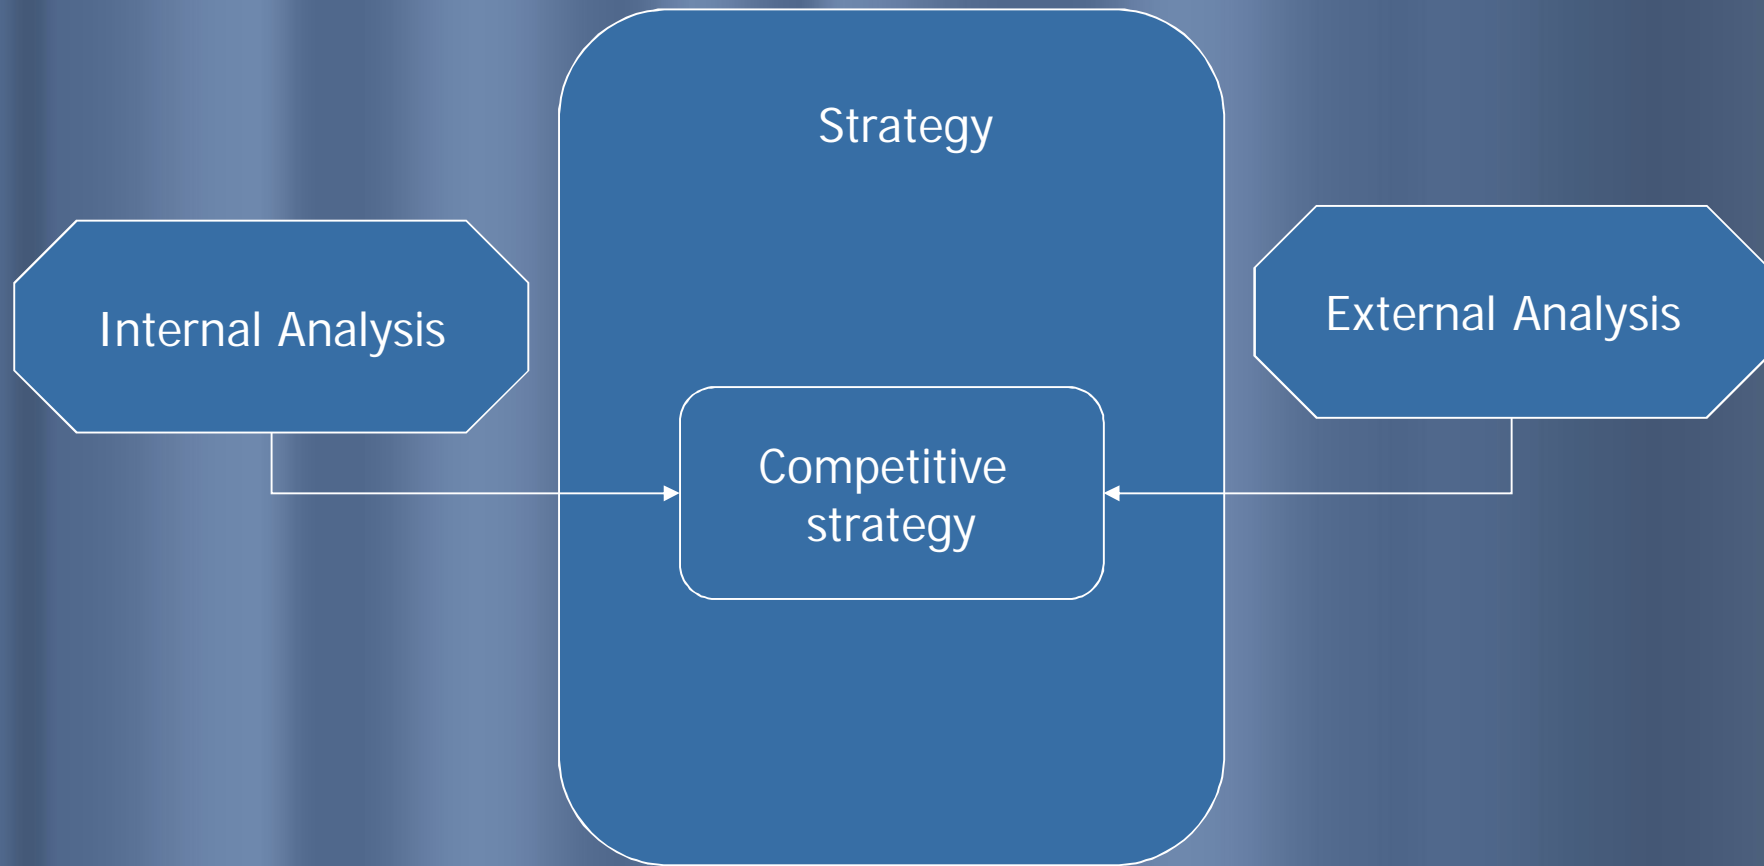 Strategy
Internal Analysis
External Analysis
Competitive
strategy